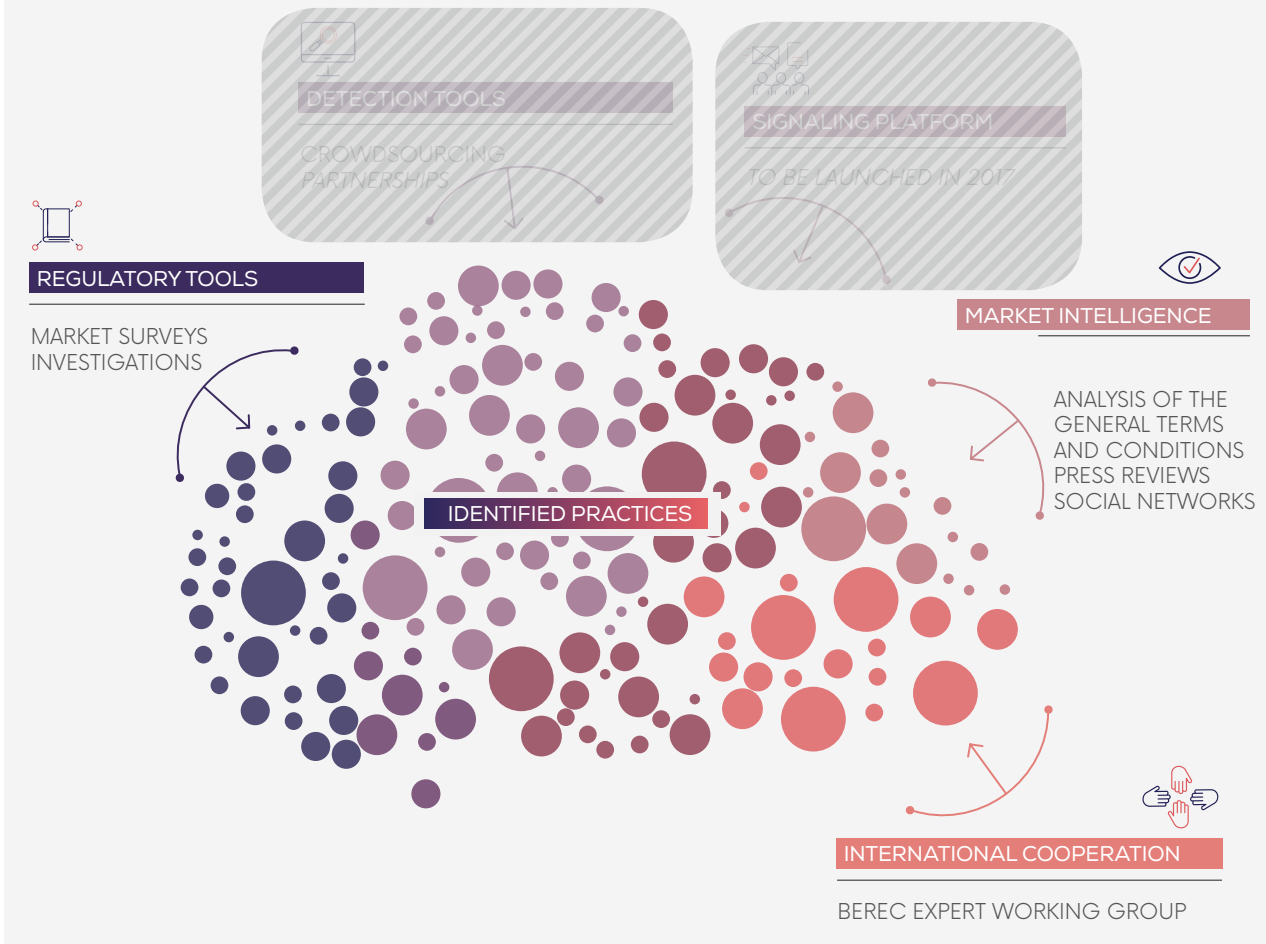 DETECTION TOOLS
CROWDSOURCING
PARTNERSHIPS
SIGNALING PLATFORM
TO BE LAUNCHED IN 2017
REGULATORY TOOLS
MARKET SURVEYS
INVESTIGATIONS
MARKET INTELLIGENCE
ANALYSIS OF THE
GENERAL TERMS
AND CONDITIONS
PRESS REVIEWS
SOCIAL NETWORKS
IDENTIFIED PRACTICES
INTERNATIONAL COOPERATION
BEREC EXPERT WORKING GROUP